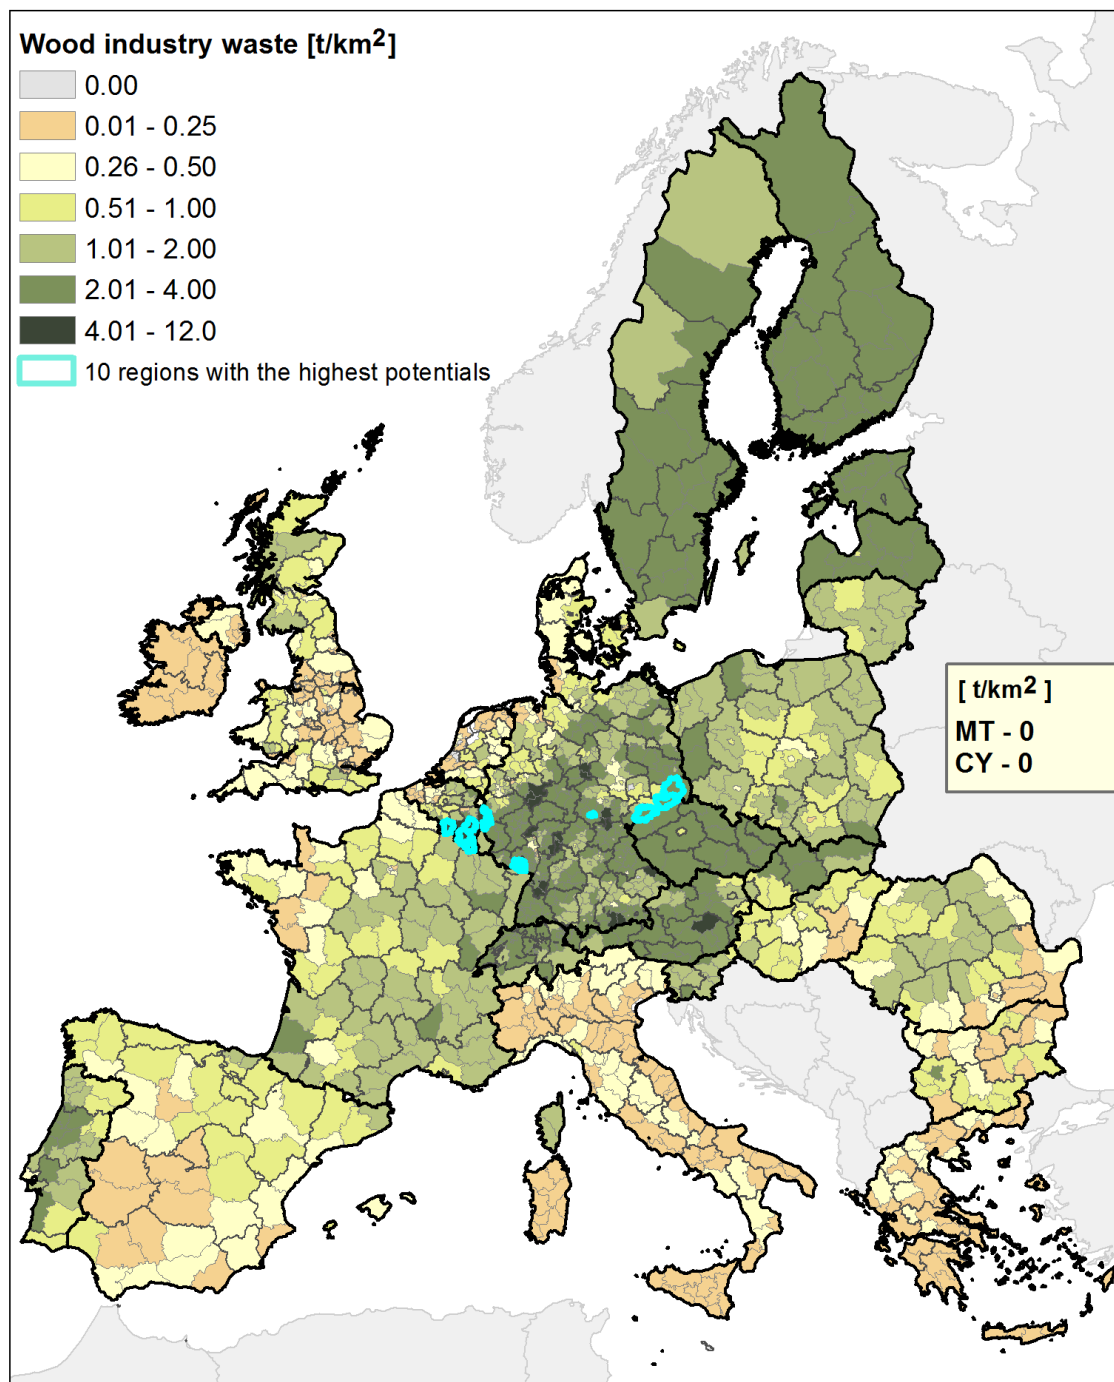 Wood industry waste [t/km2]
0.00
0.01 - 0.25
0.26 - 0.50
0.51 - 1.00
1.01 - 2.00
2.01 - 4.00
4.01 - 12.0
10 regions with the highest potentials
[ t/km2 ]
MT - 0
CY - 0